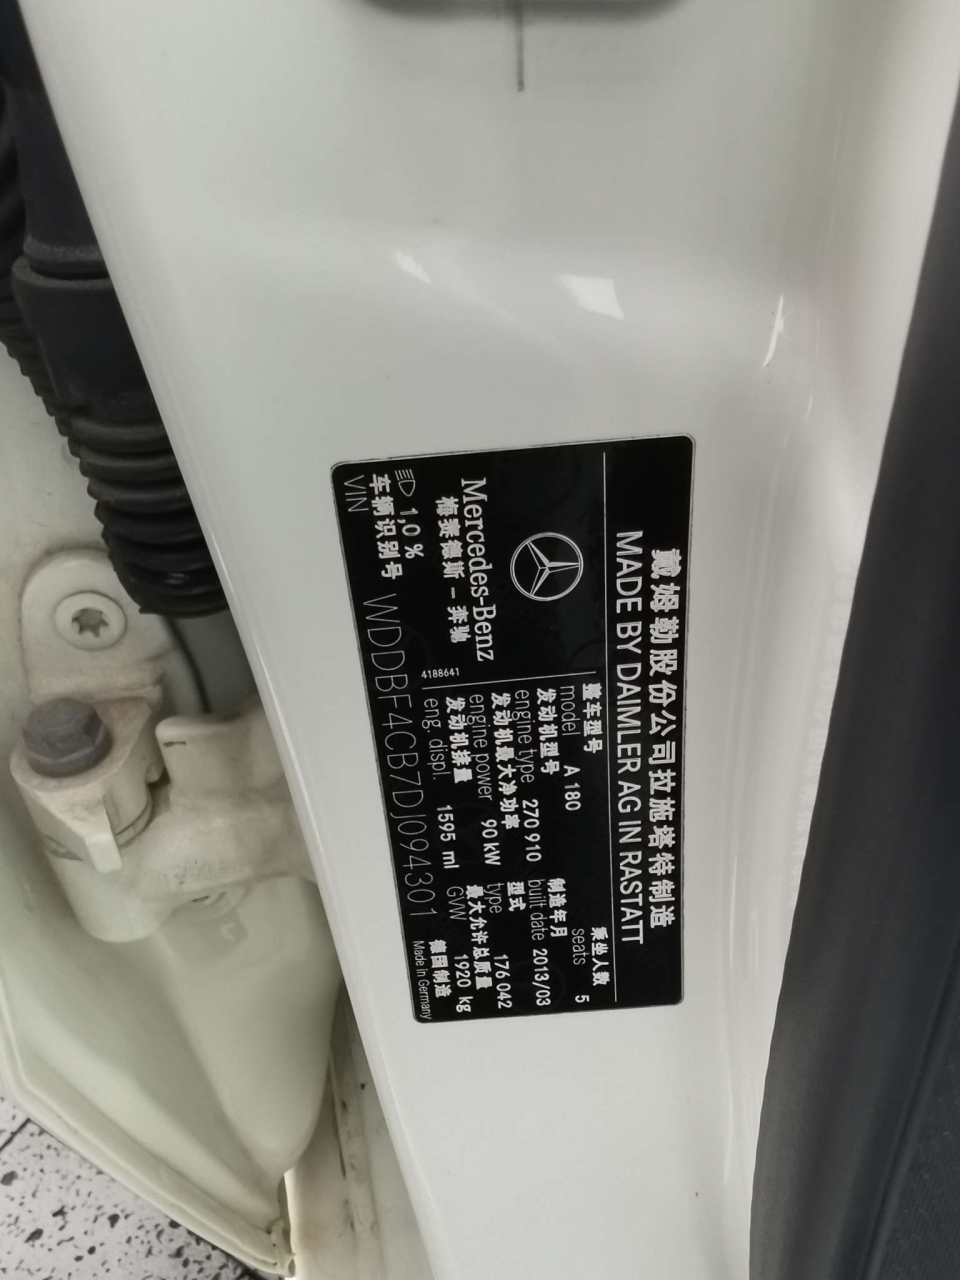 戴姆勒股份公司拉施塔特制造
MADE BY DAIMLER AG IN RASTATT
Mercedes-Benz
梅赛德斯－奔驰
1,0 %
4188641
整车型号
model A 180
乘坐人数
seats 5
发动机型号
engine type 270 910
制造年月
built date 2013/03
发动机最大净功率
engine power 90 kW
型式
type 176 042
发动机排量
eng. displ. 1595 ml
最大允许总质量
GVW 1920 kg
车辆识别号
VIN WDDBF4CB7DJ094301
德国制造
Made in Germany